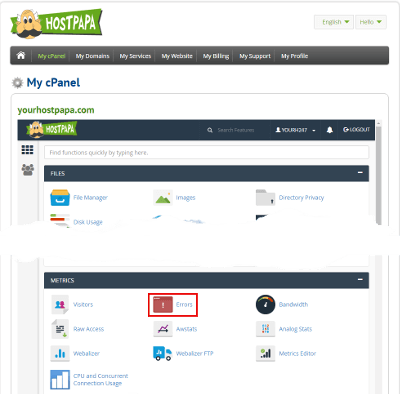 HOSTPAPA
English
Hello
My cPanel My Domains My Services My Website My Billing My Support My Profile
My cPanel
yourhostpapa.com
HOSTPAPA Search Features YOURH247 LOGOUT
Find functions quickly by typing here.
FILES
File Manager Images Directory Privacy
Disk Usage
METRICS
Visitors Errors Bandwidth
Raw Access Awstats Analog Stats
Webalizer Webalizer FTP Metrics Editor
CPU and Concurrent
Connection Usage